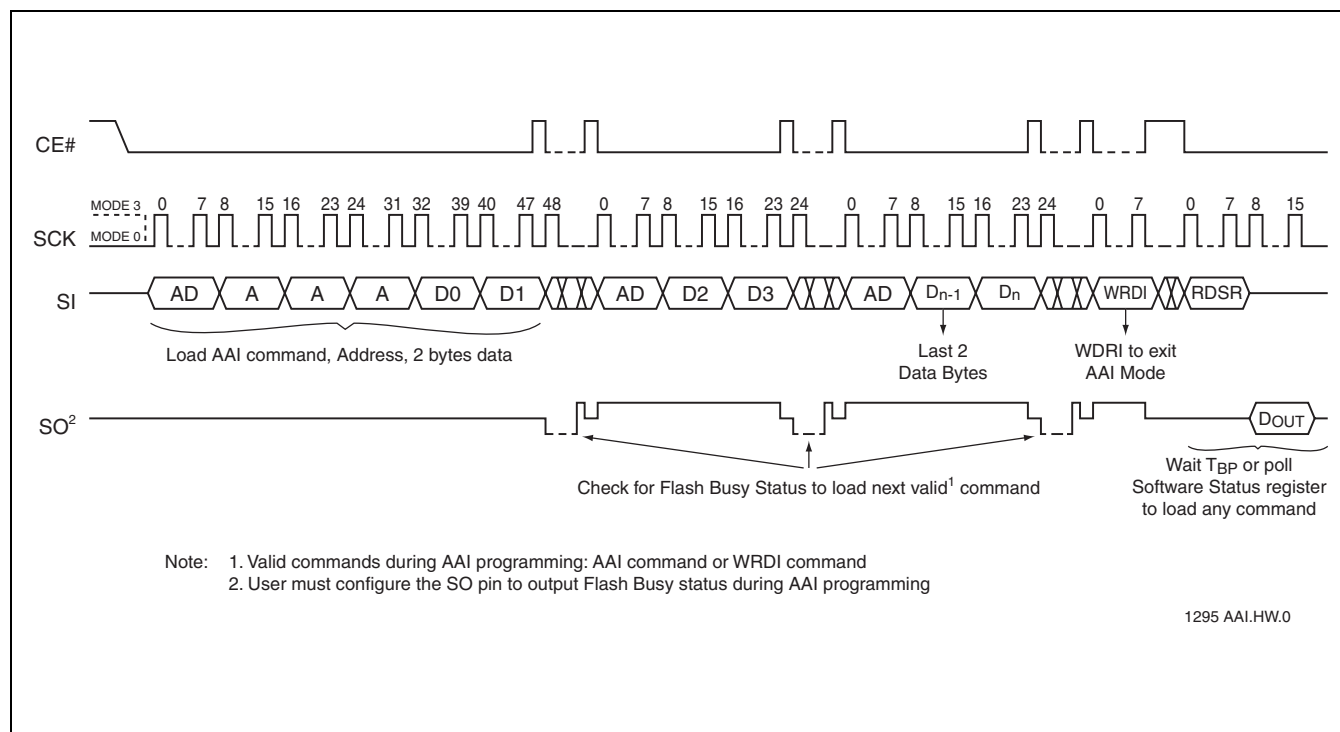 CE#
MODE 3
0 7 8 15 16 23 24 31 32 39 40 47 48 0 7 8 15 16 23 24 0 7 8 15 16 23 24 0 7 0 7 8 15
SCK
MODE 0
SI
AD A A A D0 D1 AD D2 D3 AD Dn-1 Dn WRDI RDSR
Load AAI command, Address, 2 bytes data
Last 2
Data Bytes
WDRI to exit
AAI Mode
SO2
DOUT
Check for Flash Busy Status to load next valid1 command
Wait TBP or poll
Software Status register
to load any command
Note: 1. Valid commands during AAI programming: AAI command or WRDI command
2. User must configure the SO pin to output Flash Busy status during AAI programming
1295 AAI.HW.0